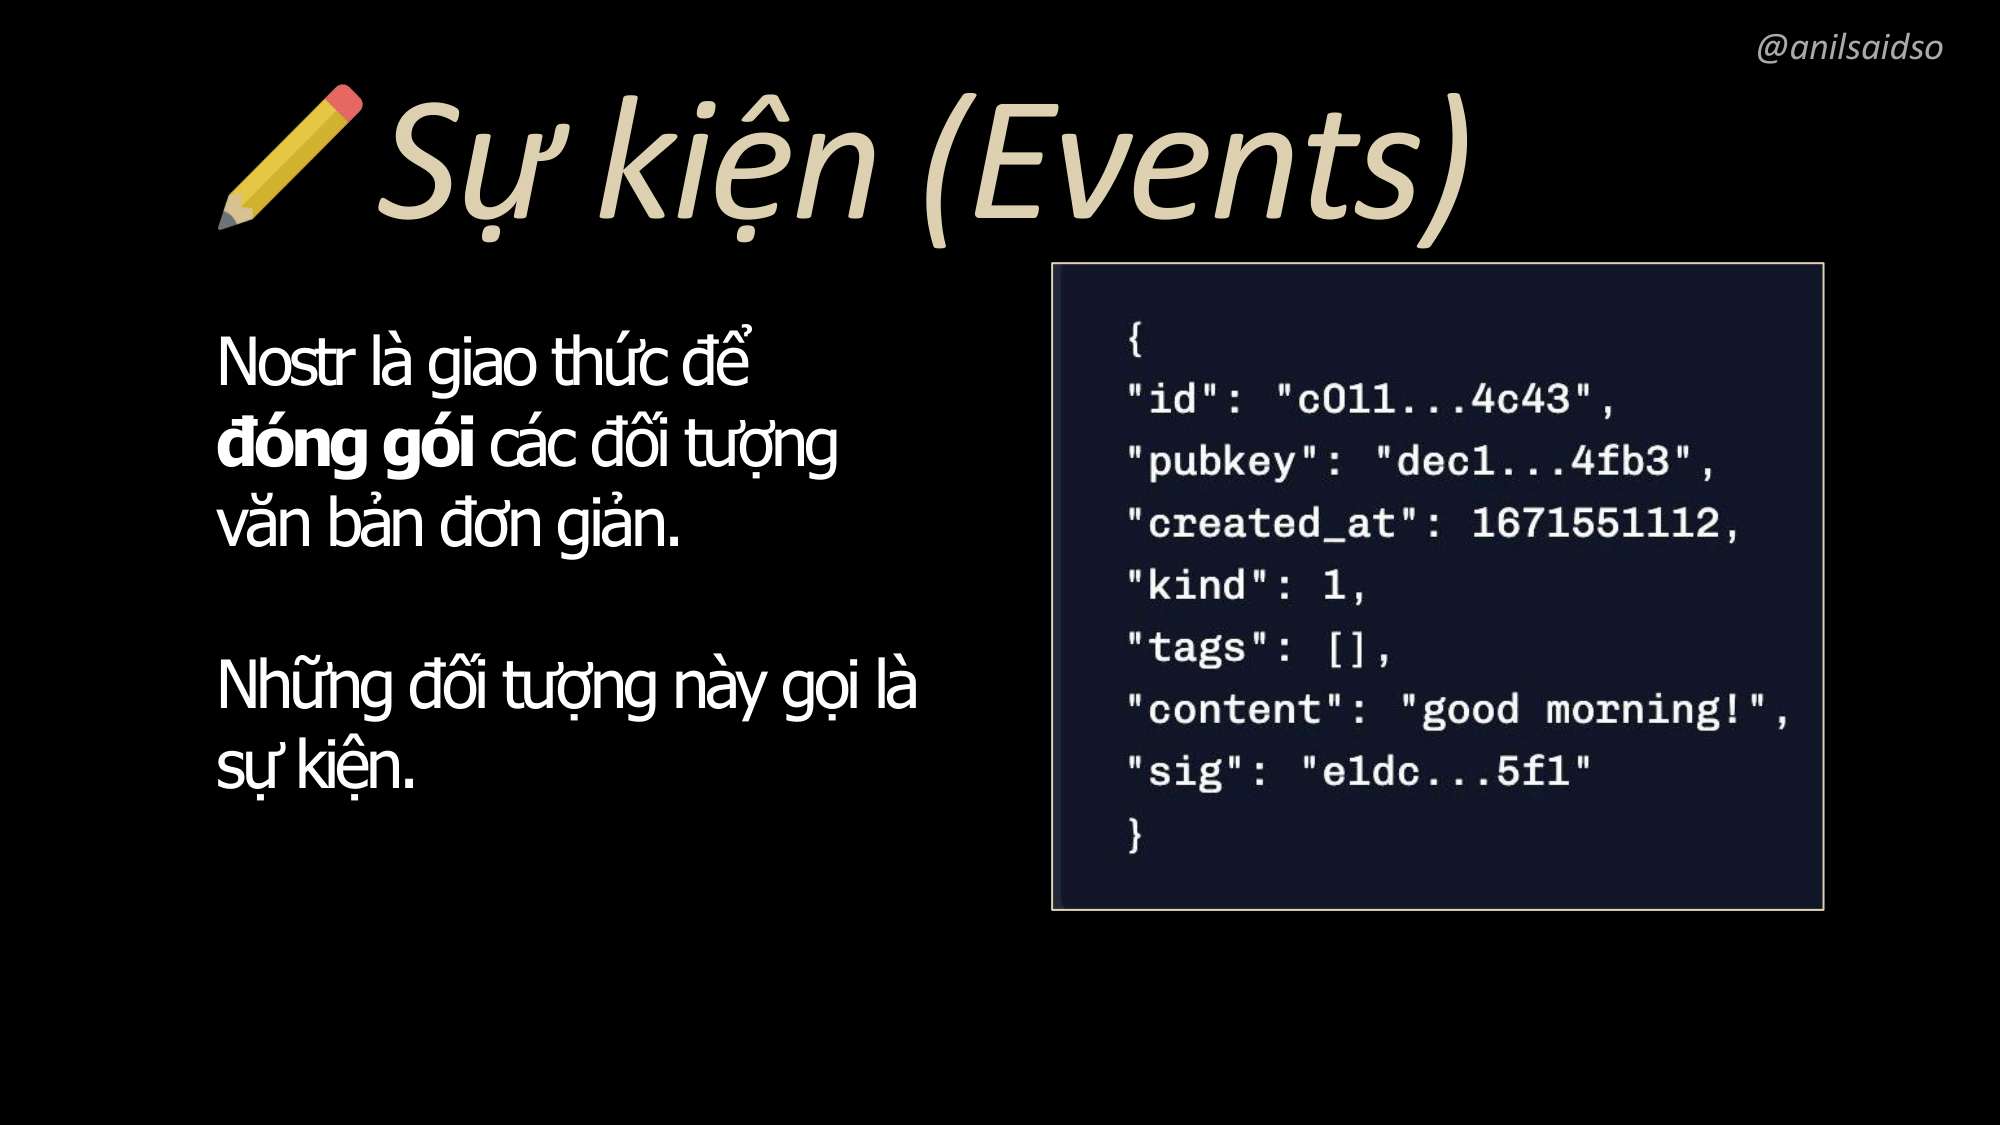 @anilsaidso
Sự kiện (Events)
Nostr là giao thức để
đóng gói các đối tượng
văn bản đơn giản.
Những đối tượng này gọi là
sự kiện.
{
"id": "c011...4c43",
"pubkey": "dec1...4fb3",
"created_at": 1671551112,
"kind": 1,
"tags": [],
"content": "good morning!",
"sig": "e1dc...5f1"
}